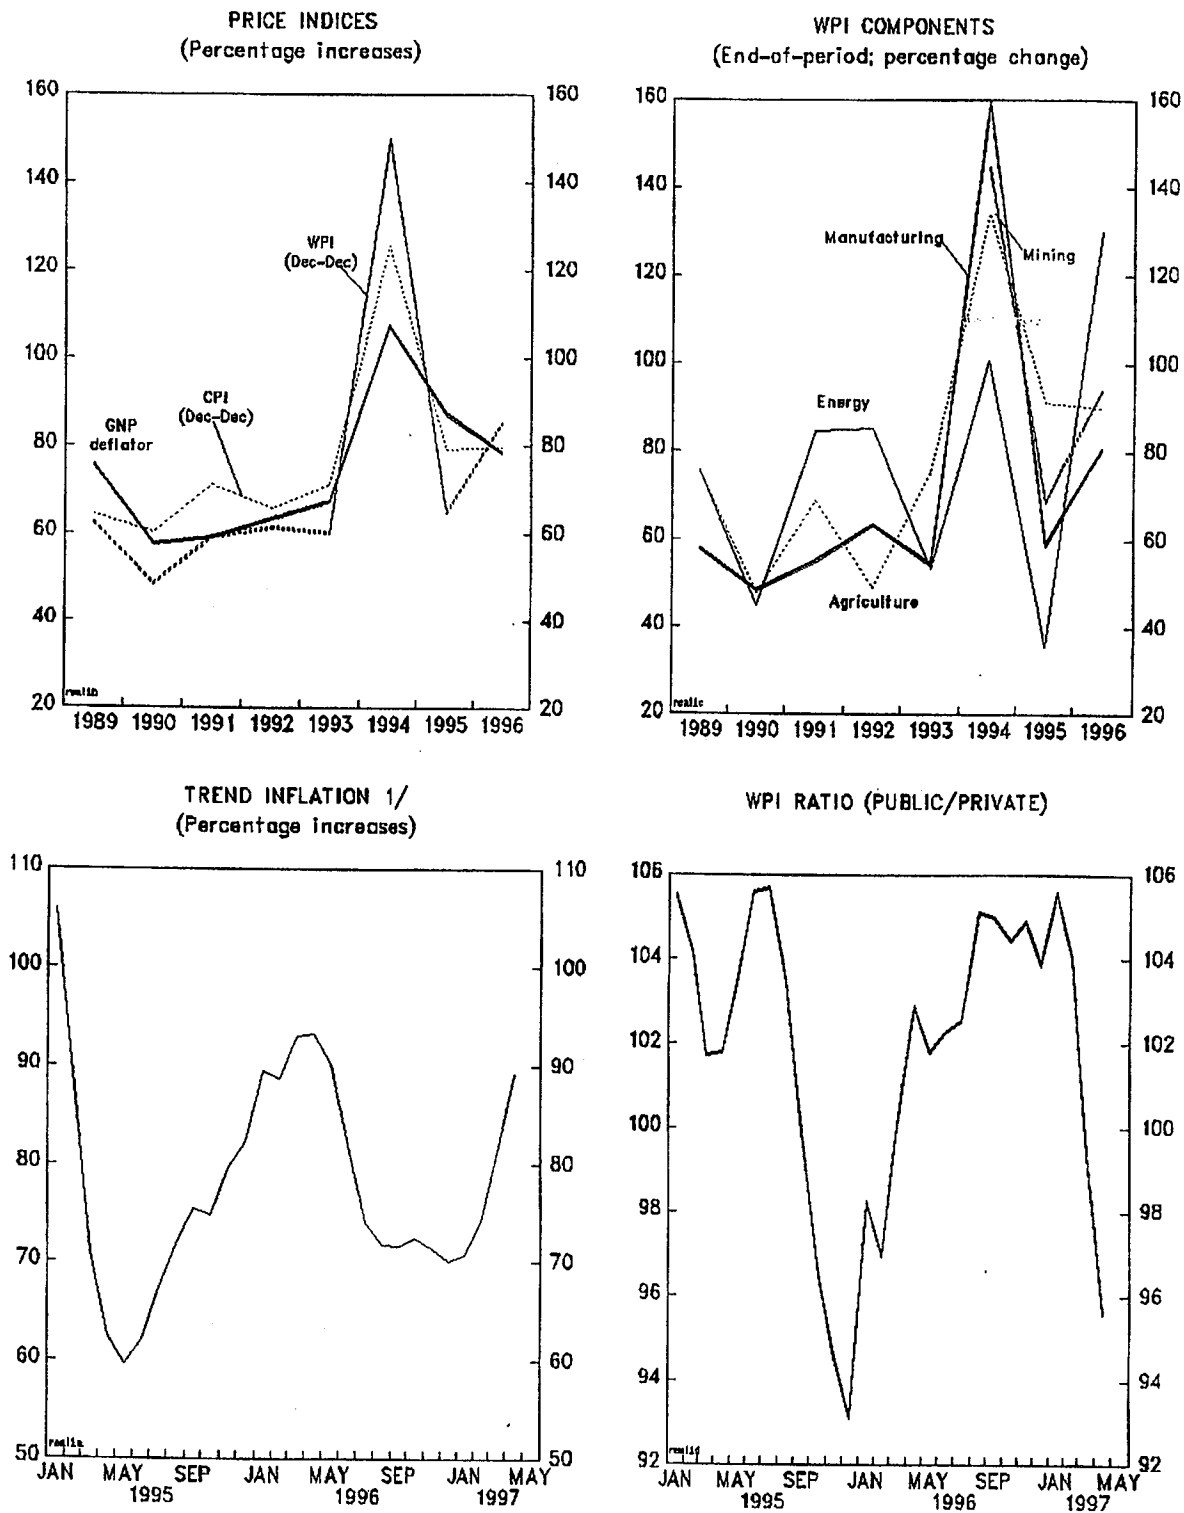 PRICE INDICES
(Percentage increases)
160
140
120
100
80
60
40
20
160
140
120
100
80
60
40
20
WPI
(Dec-Dec)
CPI
(Dec-Dec)
GNP
deflator
1989 1990 1991 1992 1993 1994 1995 1996
WPI COMPONENTS
(End-of-period; percentage change)
160
140
120
100
80
60
40
20
160
140
120
100
80
60
40
20
Manufacturing
Mining
Energy
Agriculture
1989 1990 1991 1992 1993 1994 1995 1996
TREND INFLATION 1/
(Percentage increases)
110
100
90
80
70
60
50
110
100
90
80
70
60
50
JAN MAY SEP JAN MAY SEP JAN MAY
1995 1996 1997
WPI RATIO (PUBLIC/PRIVATE)
106
104
102
100
98
96
94
92
106
104
102
100
98
96
94
92
JAN MAY SEP JAN MAY SEP JAN MAY
1995 1996 1997